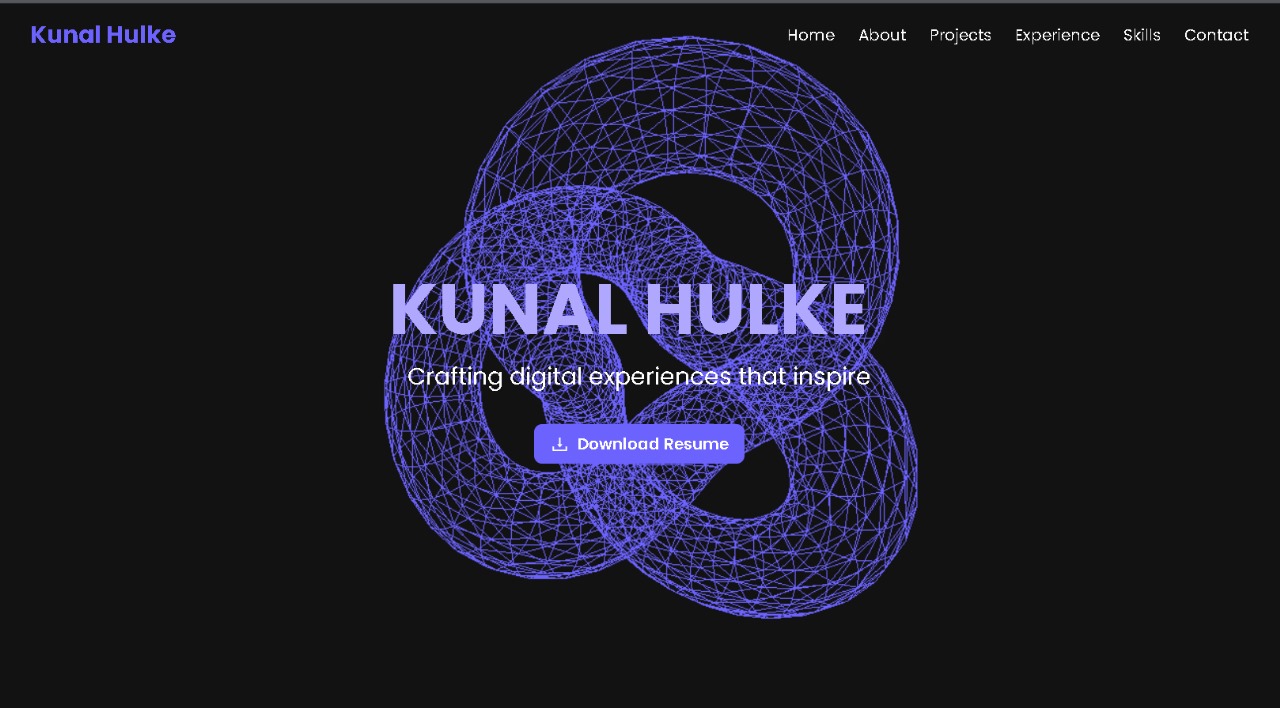 Kunal Hulke
Home About Projects Experience Skills Contact
KUNAL HULKE
Crafting digital experiences that inspire
Download Resume